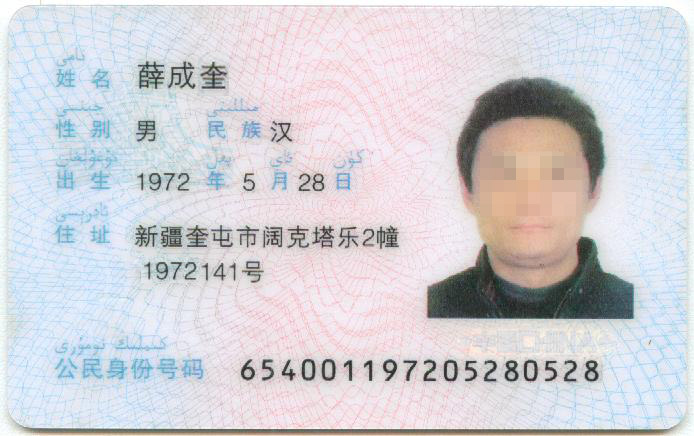 نامى
姓名 薛成奎
جىنسى مىللىتى
性别 男 民族 汉
تۇغۇلغان يىل ئاي كۈن
出生 1972 年 5 月 28 日
ئادرېسى
住址 新疆奎屯市阔克塔乐2幢
1972141号
كىملىك نومۇرى
公民身份号码 654001197205280528